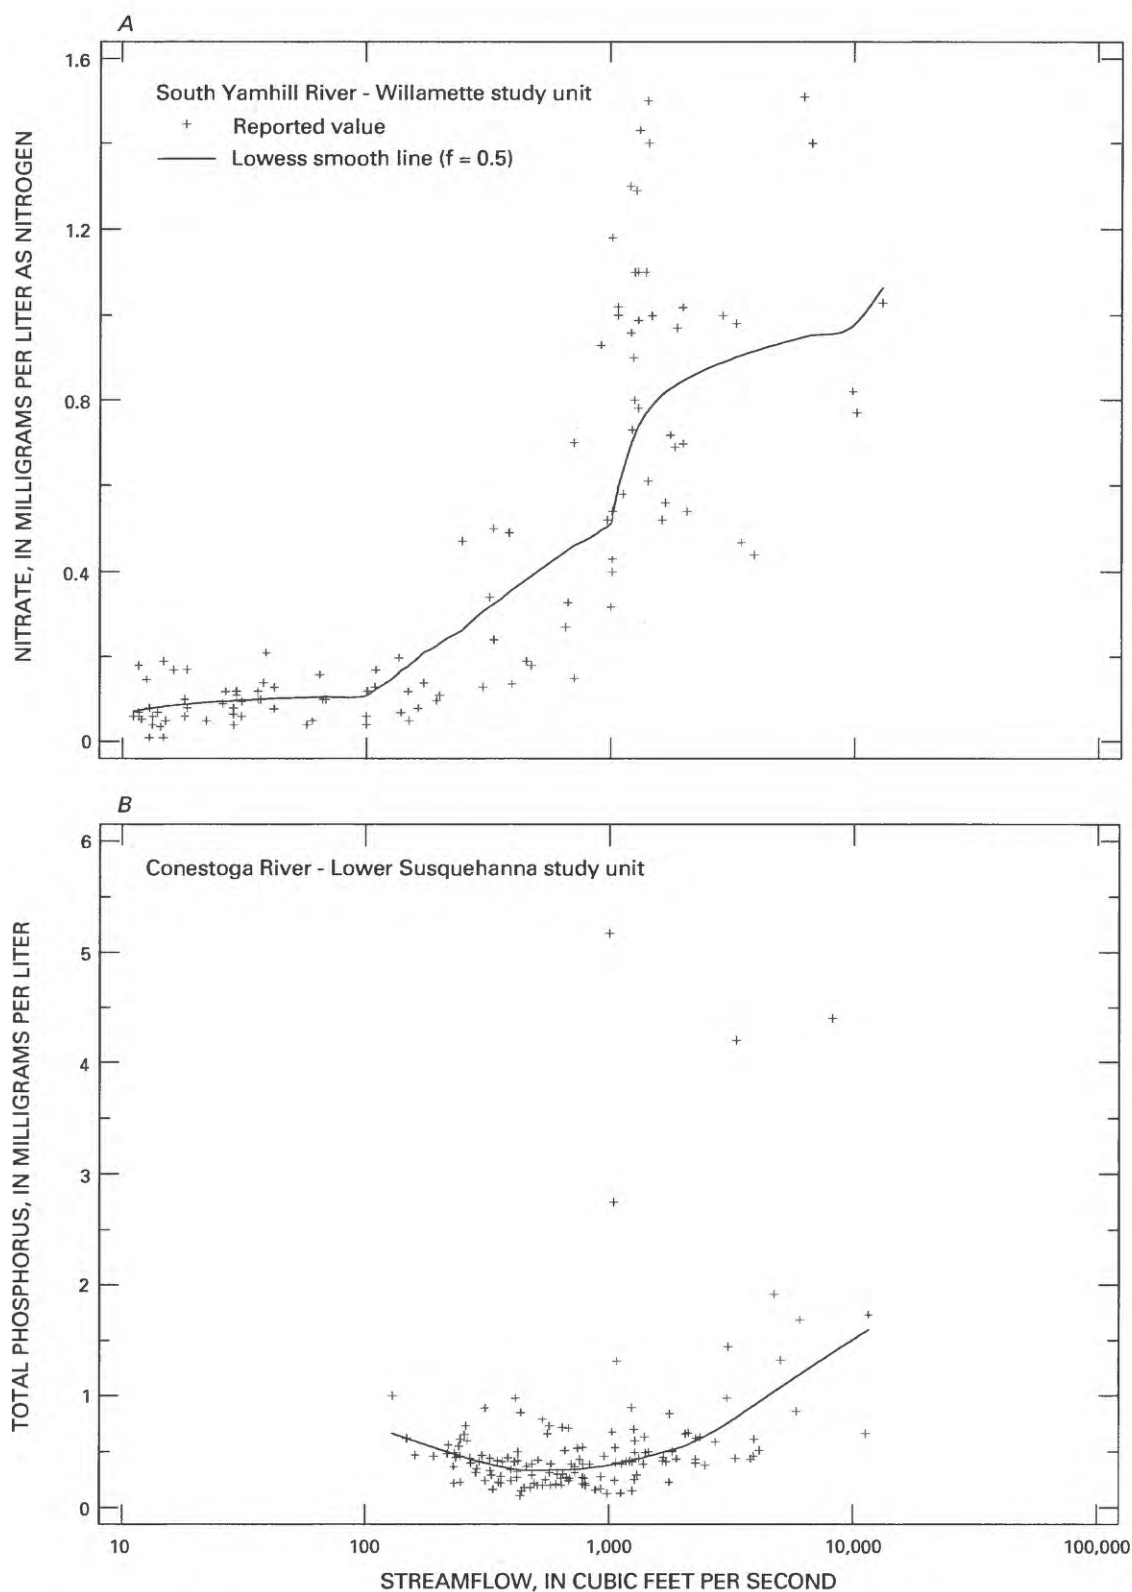 A
1.6
South Yamhill River - Willamette study unit
+ Reported value
Lowess smooth line (f = 0.5)
1.2
0.8
0.4
0
NITRATE, IN MILLIGRAMS PER LITER AS NITROGEN
B
6
Conestoga River - Lower Susquehanna study unit
5
4
3
2
1
0
TOTAL PHOSPHORUS, IN MILLIGRAMS PER LITER
10 100 1,000 10,000 100,000
STREAMFLOW, IN CUBIC FEET PER SECOND